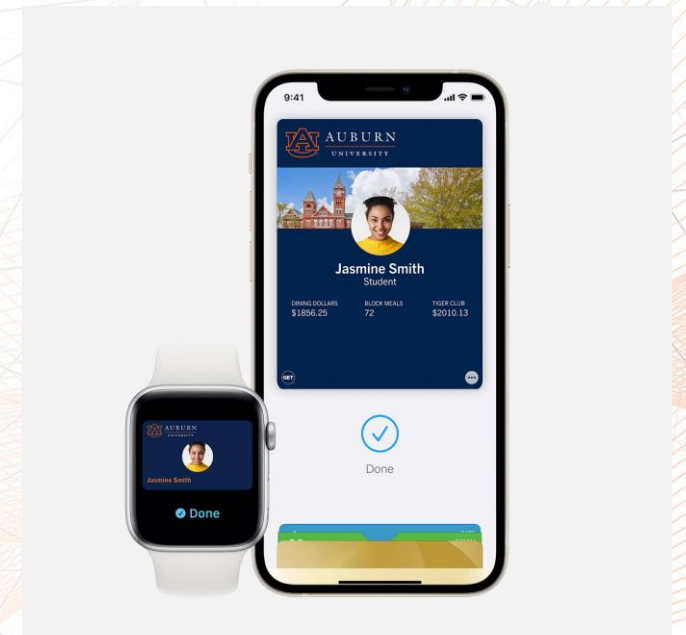 9:41
AUBURN
UNIVERSITY
Jasmine Smith
Student
DINING DOLLARS BLOCK MEALS TIGER CLUB
$1856.25 72 $2010.13
GET
Done
AUBURN
UNIVERSITY
Jasmine Smith
Done